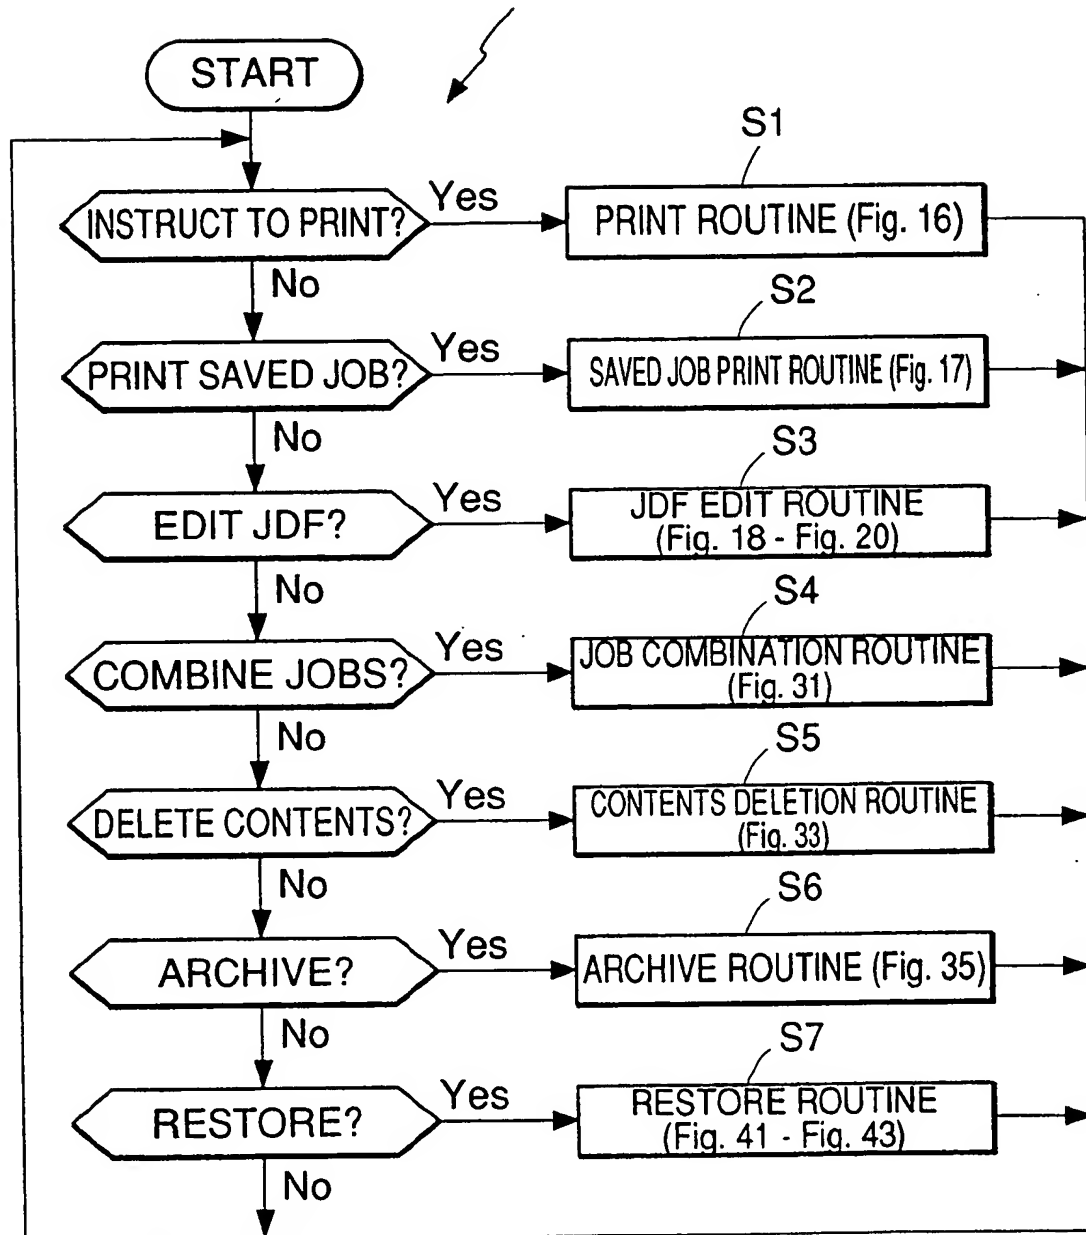 START
S1
INSTRUCT TO PRINT?
Yes
PRINT ROUTINE (Fig. 16)
No
S2
PRINT SAVED JOB?
Yes
SAVED JOB PRINT ROUTINE (Fig. 17)
No
S3
EDIT JDF?
Yes
JDF EDIT ROUTINE
(Fig. 18 - Fig. 20)
No
S4
COMBINE JOBS?
Yes
JOB COMBINATION ROUTINE
(Fig. 31)
No
S5
DELETE CONTENTS?
Yes
CONTENTS DELETION ROUTINE
(Fig. 33)
No
S6
ARCHIVE?
Yes
ARCHIVE ROUTINE (Fig. 35)
No
S7
RESTORE?
Yes
RESTORE ROUTINE
(Fig. 41 - Fig. 43)
No